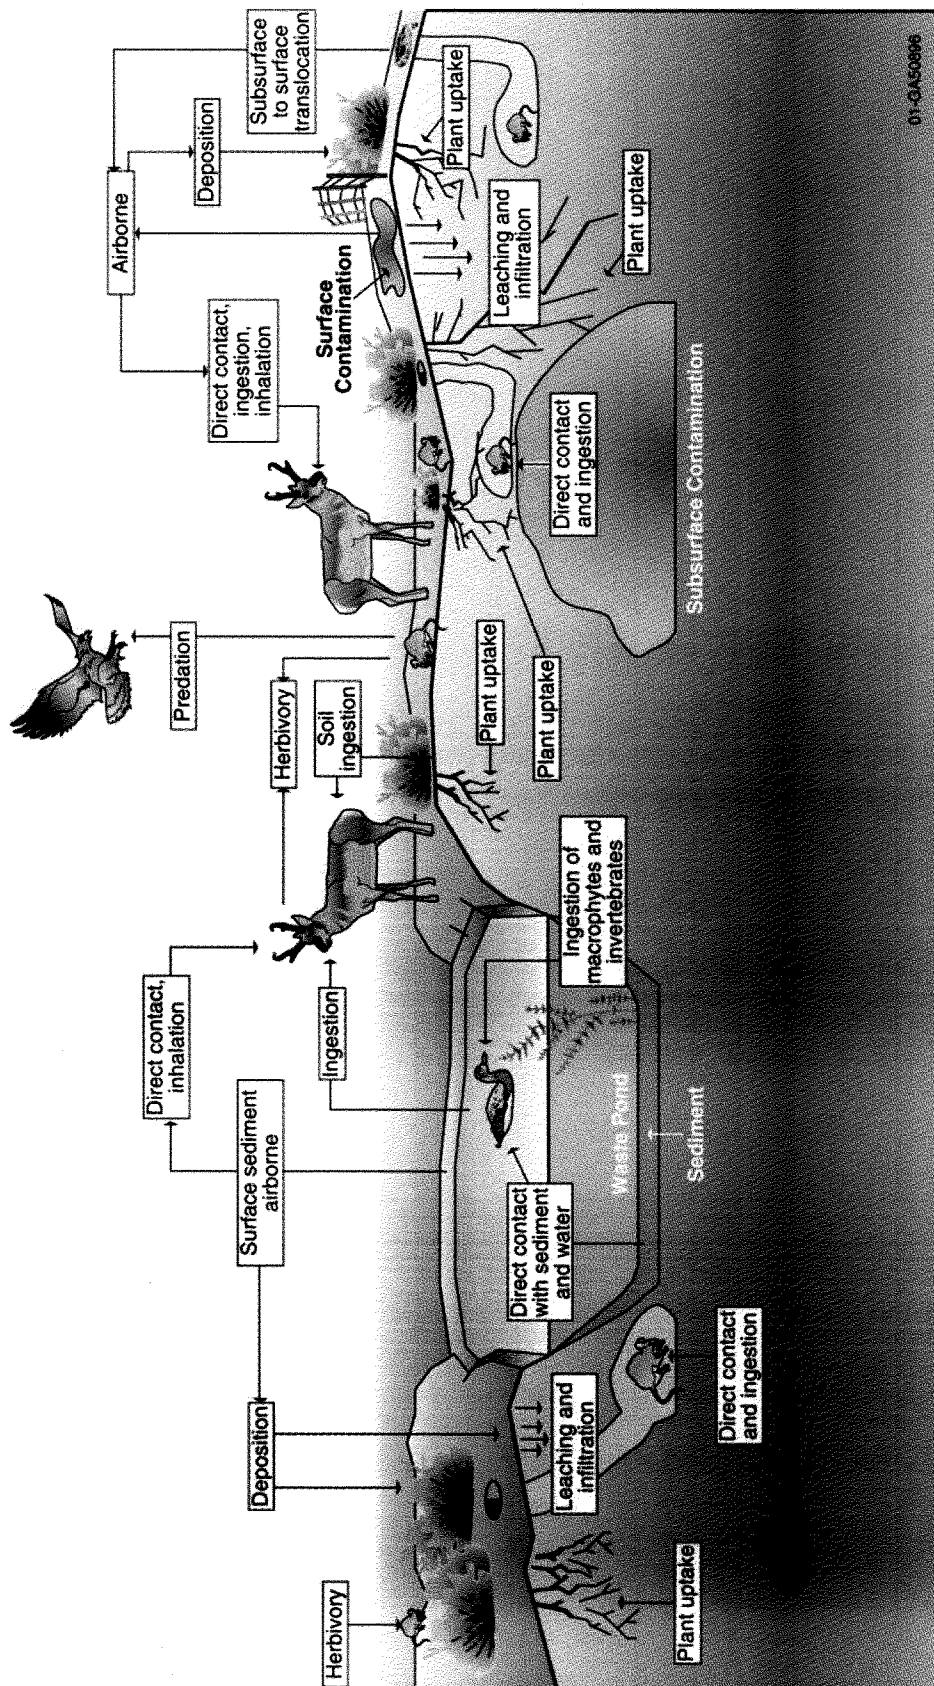 Airborne
Direct contact,
inhalation
Predation
Deposition
Subsurface
to surface
translocation
Direct contact,
ingestion,
inhalation
Surface sediment
airborne
Deposition
Herbivory
Herbivory
Ingestion
Soil
ingestion
Surface
Contamination
Plant uptake
Plant uptake
Leaching and
infiltration
Direct contact
with sediment
and water
Ingestion of
macrophytes and
invertebrates
Plant uptake
Direct contact
and ingestion
Leaching and
infiltration
Waste Pond
Plant uptake
Plant uptake
Sediment
Subsurface Contamination
Direct contact
and ingestion
01-GA50896